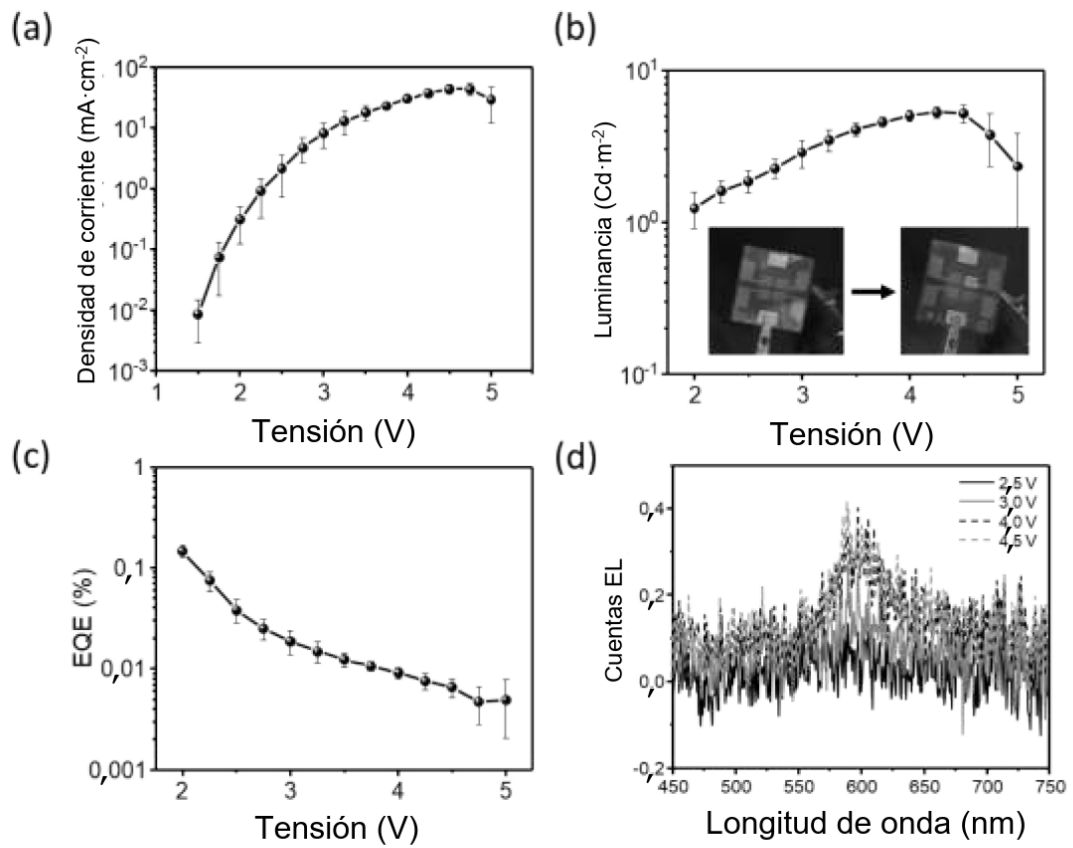 (a)
Densidad de corriente (mA·cm-2)
10²
10¹
10⁰
10-1
10-2
10-3
1
2
3
4
5
Tensión (V)
(b)
Luminancia (Cd·m-2)
10¹
10⁰
10-1
2
3
4
5
Tensión (V)
(c)
EQE (%)
1
0,1
0,01
0,001
2
3
4
5
Tensión (V)
(d)
Cuentas EL
0,4
0,2
0,0
-0,2
2,5 V
3,0 V
4,0 V
4,5 V
450
500
550
600
650
700
750
Longitud de onda (nm)